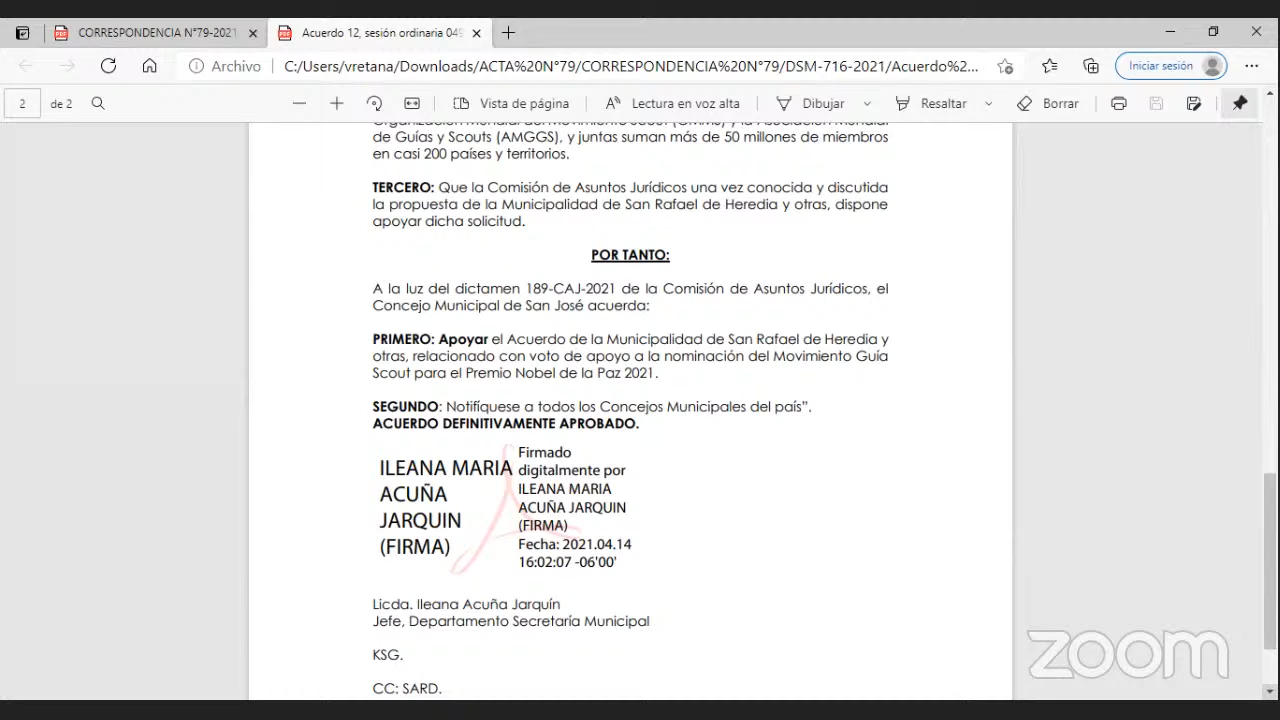 CORRESPONDENCIA N°79-2021
Acuerdo 12, sesión ordinaria 049
Archivo
C:/Users/vretana/Downloads/ACTA%20N°79/CORRESPONDENCIA%20N°79/DSM-716-2021/Acuerdo%2...
Iniciar sesión
2 de 2
Vista de página
Lectura en voz alta
Dibujar
Resaltar
Borrar
de Guías y Scouts (AMGGS), y juntas suman más de 50 millones de miembros
en casi 200 países y territorios.
TERCERO: Que la Comisión de Asuntos Jurídicos una vez conocida y discutida
la propuesta de la Municipalidad de San Rafael de Heredia y otras, dispone
apoyar dicha solicitud.
POR TANTO:
A la luz del dictamen 189-CAJ-2021 de la Comisión de Asuntos Jurídicos, el
Concejo Municipal de San José acuerda:
PRIMERO: Apoyar el Acuerdo de la Municipalidad de San Rafael de Heredia y
otras, relacionado con voto de apoyo a la nominación del Movimiento Guía
Scout para el Premio Nobel de la Paz 2021.
SEGUNDO: Notifíquese a todos los Concejos Municipales del país”.
ACUERDO DEFINITIVAMENTE APROBADO.
ILEANA MARIA
ACUÑA
JARQUIN
(FIRMA)
Firmado
digitalmente por
ILEANA MARIA
ACUÑA JARQUIN
(FIRMA)
Fecha: 2021.04.14
16:02:07 -06'00'
Licda. Ileana Acuña Jarquín
Jefe, Departamento Secretaría Municipal
KSG.
CC: SARD.
zoom